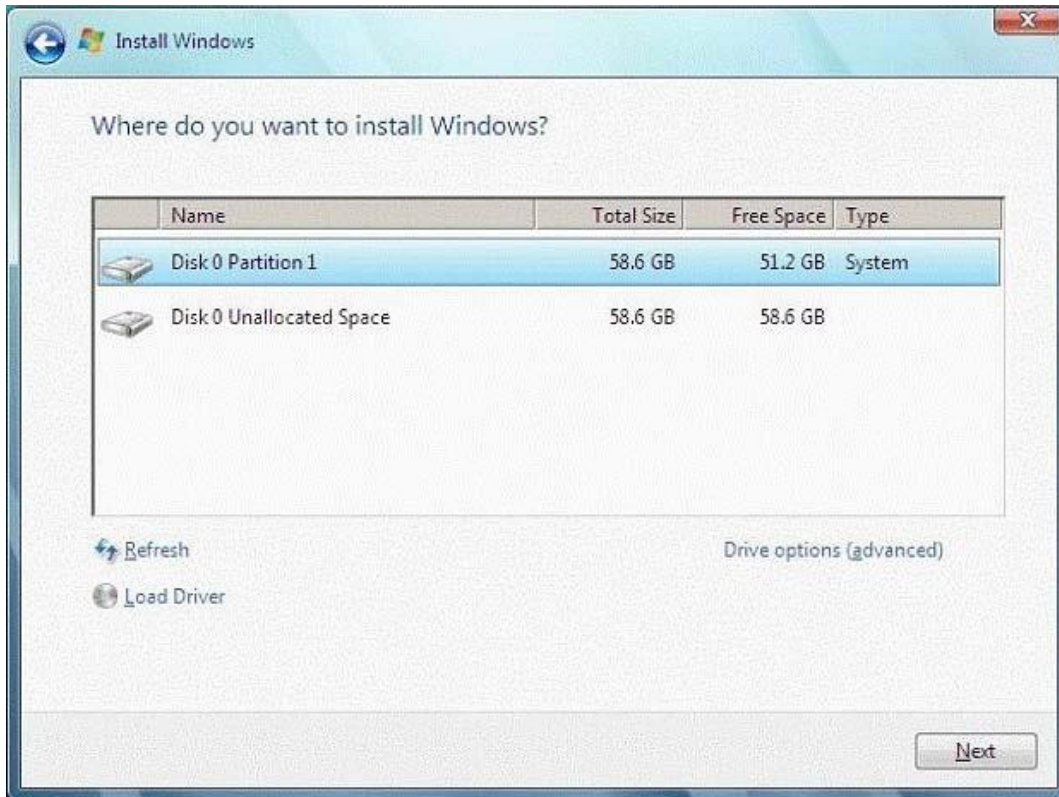 Install Windows
Where do you want to install Windows?
Name Total Size Free Space Type
Disk 0 Partition 1 58.6 GB 51.2 GB System
Disk 0 Unallocated Space 58.6 GB 58.6 GB
Refresh Drive options (advanced)
Load Driver
Next